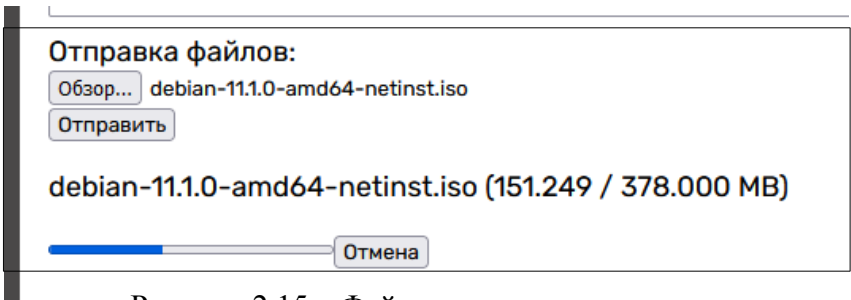 Отправка файлов:
Обзор... debian-11.1.0-amd64-netinst.iso
Отправить
debian-11.1.0-amd64-netinst.iso (151.249 / 378.000 MB)
Отмена